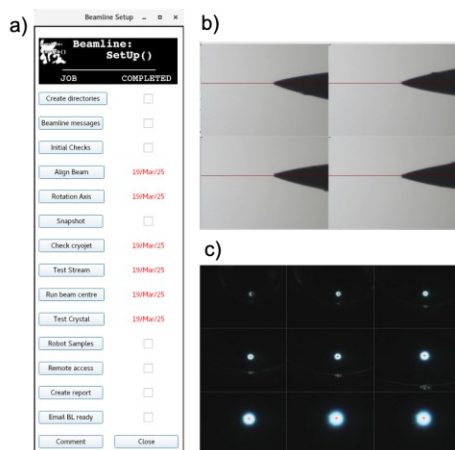 a)
Beamline Setup
Beamline:
SetUp()
JOB COMPLETED
Create directories
Beamline messages
Initial Checks
Align Beam 19/Mar/25
Rotation Axis 19/Mar/25
Snapshot
Check cryojet 19/Mar/25
Test Stream 19/Mar/25
Run beam centre 19/Mar/25
Test Crystal 19/Mar/25
Robot Samples
Remote access
Create report
Email BL ready
Comment Close
b)
c)